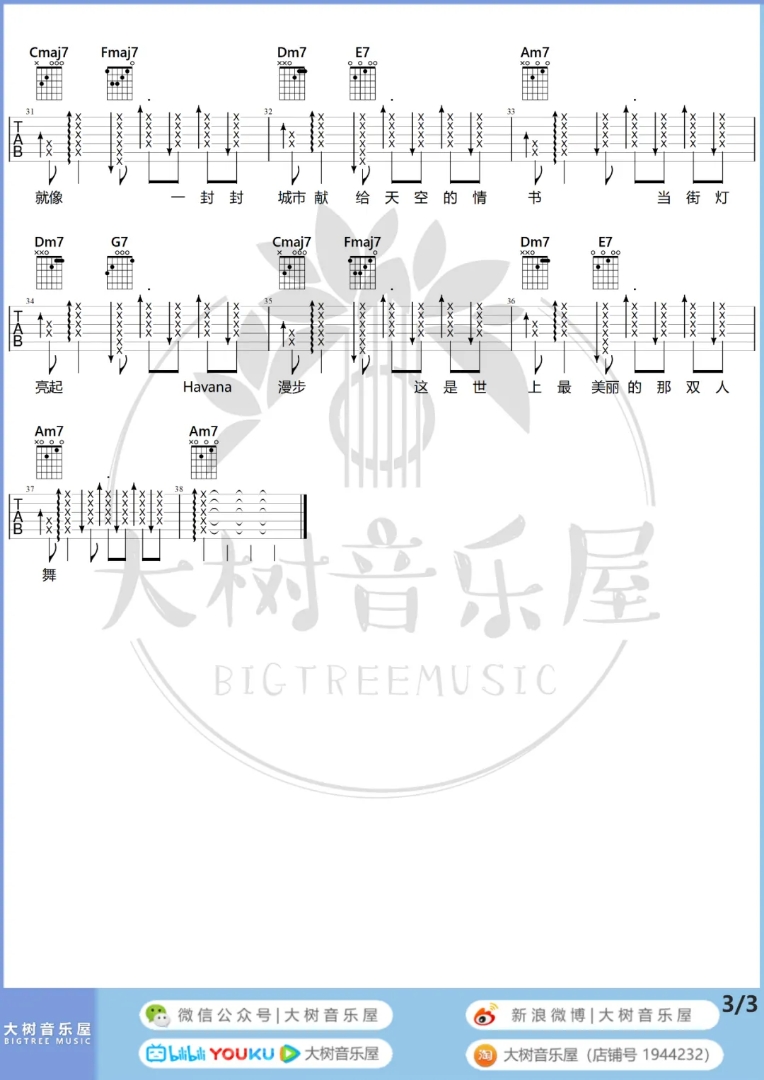 Cmaj7 Fmaj7 Dm7 E7 Am7
31 32 33
TAB
就像 一 封 封 城市 献 给 天 空 的 情 书 当 街 灯
Dm7 G7 Cmaj7 Fmaj7 Dm7 E7
34 35 36
TAB
亮起 Havana 漫步 这 是 世 上 最 美丽 的 那 双 人
Am7 Am7
37 38
TAB
舞
大树音乐屋
BIGTREEMUSIC
3/3
大树音乐屋
BIGTREE MUSIC
微信公众号|大树音乐屋
新浪微博|大树音乐屋
bilibili YOUKU 大树音乐屋
淘 大树音乐屋（店铺号 1944232）